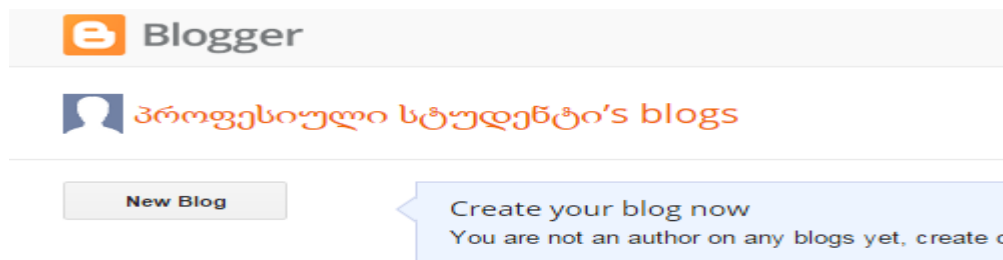 Blogger
პროფესიული სტუდენტი's blogs
New Blog
Create your blog now
You are not an author on any blogs yet, create